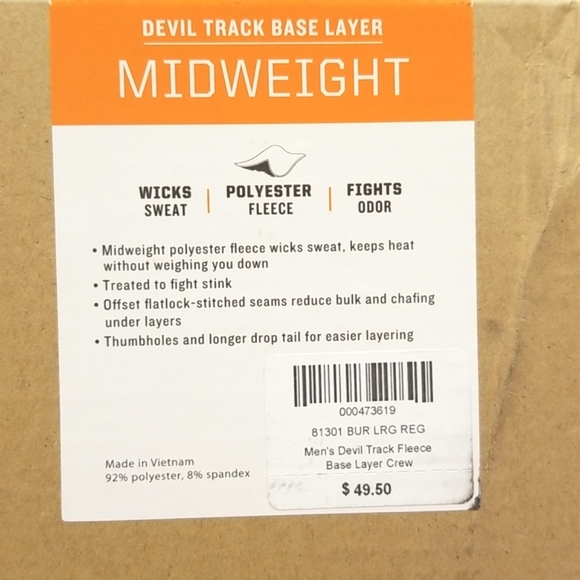 DEVIL TRACK BASE LAYER
MIDWEIGHT
WICKS SWEAT
POLYESTER FLEECE
FIGHTS ODOR
• Midweight polyester fleece wicks sweat, keeps heat
without weighing you down
• Treated to fight stink
• Offset flatlock-stitched seams reduce bulk and chafing
under layers
• Thumbholes and longer drop tail for easier layering
000473619
81301 BUR LRG REG
Men's Devil Track Fleece
Base Layer Crew
$ 49.50
Made in Vietnam
92% polyester, 8% spandex